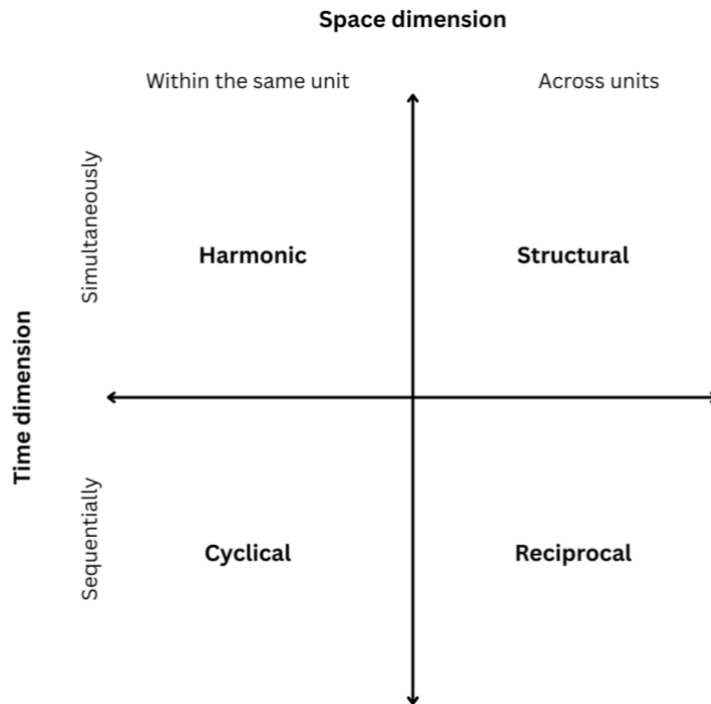 Space dimension
Within the same unit
Across units
Simultaneously
Harmonic
Structural
Time dimension
Sequentially
Cyclical
Reciprocal